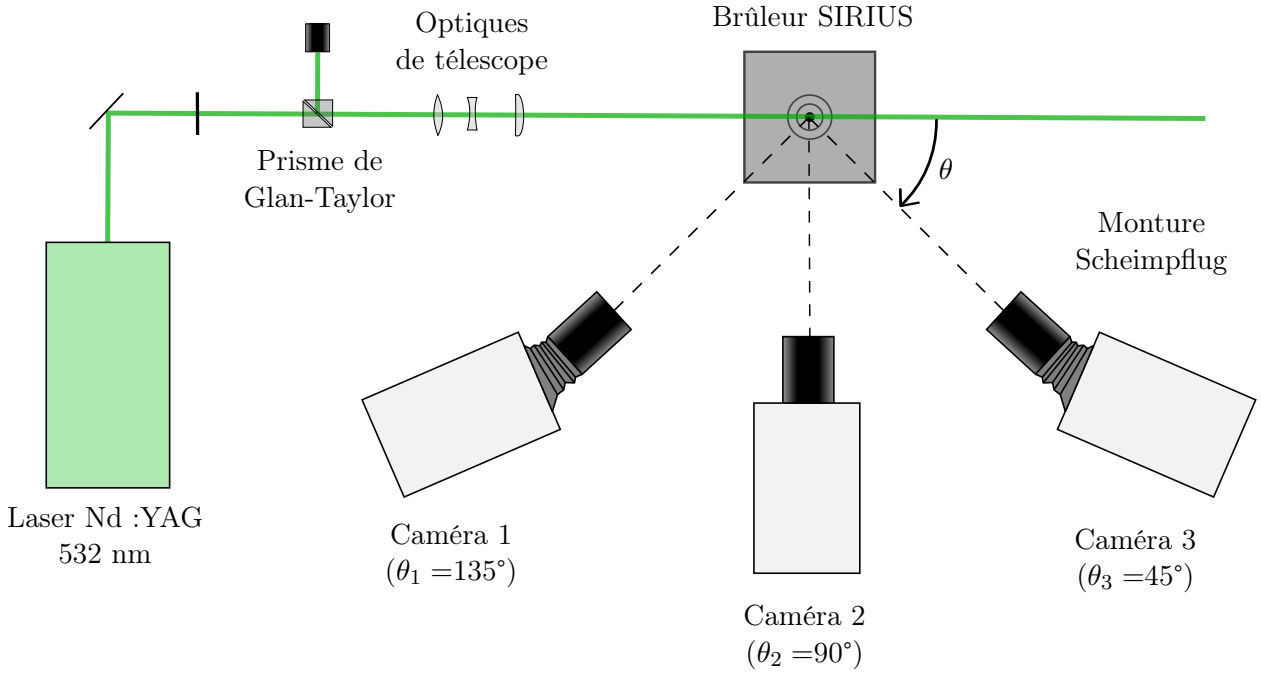 Optiques
de télescope
Brûleur SIRIUS
Prisme de
Glan-Taylor
θ
Monture
Scheimpflug
Laser Nd :YAG
532 nm
Caméra 1
(θ₁ =135°)
Caméra 2
(θ₂ =90°)
Caméra 3
(θ₃ =45°)